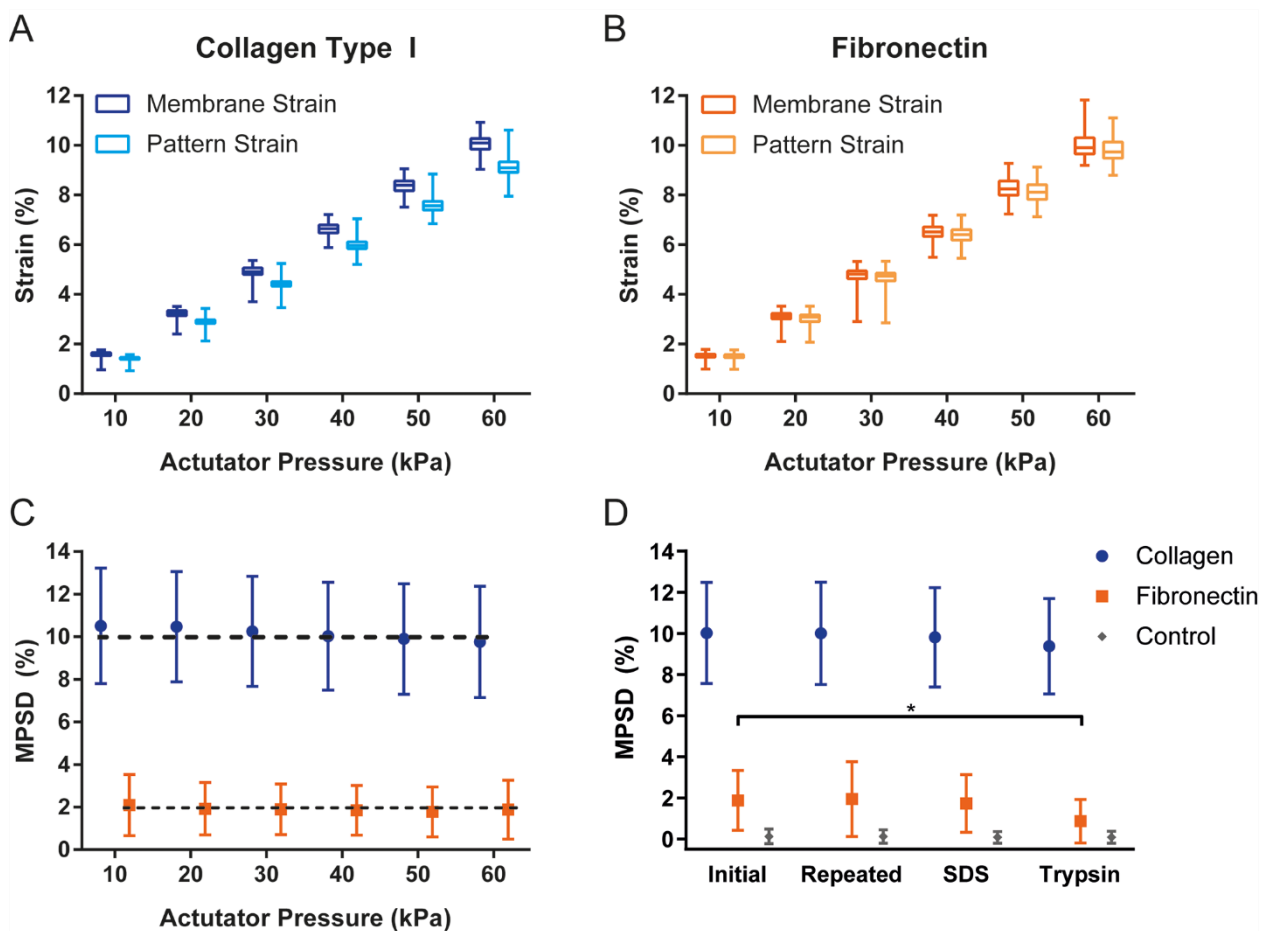 A
Collagen Type I
Membrane Strain
Pattern Strain
Strain (%)
12
10
8
6
4
2
0
10 20 30 40 50 60
Actutator Pressure (kPa)
B
Fibronectin
Membrane Strain
Pattern Strain
Strain (%)
12
10
8
6
4
2
0
10 20 30 40 50 60
Actutator Pressure (kPa)
C
MPSD (%)
14
12
10
8
6
4
2
0
10 20 30 40 50 60
Actutator Pressure (kPa)
D
MPSD (%)
14
12
10
8
6
4
2
0
*
Initial Repeated SDS Trypsin
Collagen
Fibronectin
Control